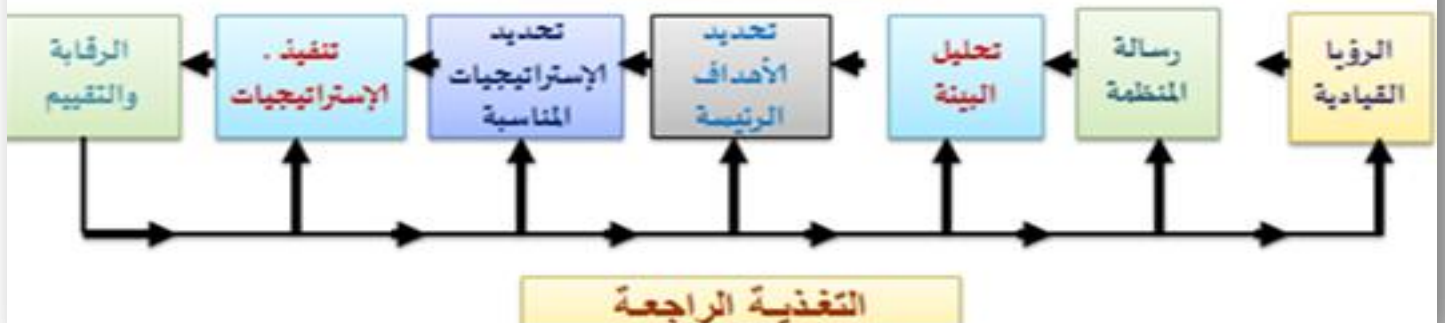 الرؤيا
القيادية
رسالة
المنظمة
تحليل
البيئة
تحديد
الأهداف
الرئيسة
تحديد
الإستراتيجيات
المناسبة
تنفيذ .
الإستراتيجيات
الرقابة
والتقييم
التغذية الراجعة